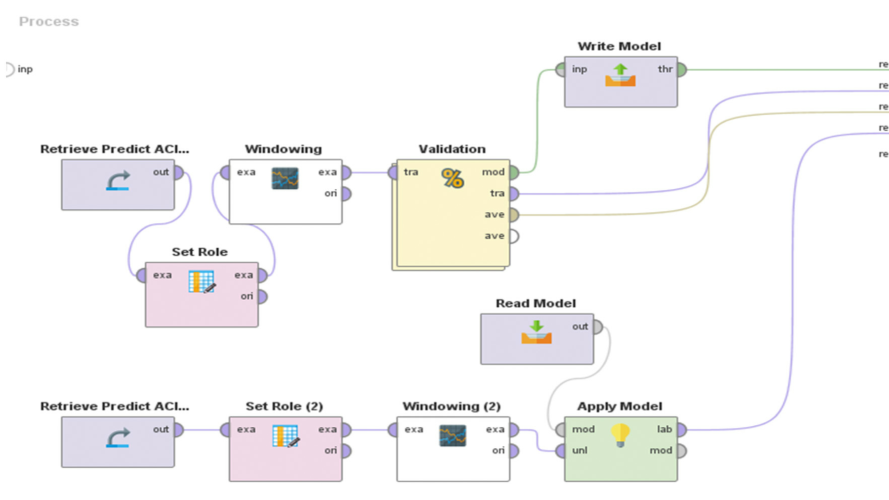 Process
inp
Write Model
inp thr
re
re
re
re
re
Retrieve Predict ACI...
out
Windowing
exa exa
ori
Validation
% 
tra mod
tra
ave
ave
Set Role
exa exa
ori
Read Model
out
Retrieve Predict ACI...
out
Set Role (2)
exa exa
ori
Windowing (2)
exa exa
ori
Apply Model
mod lab
unl mod